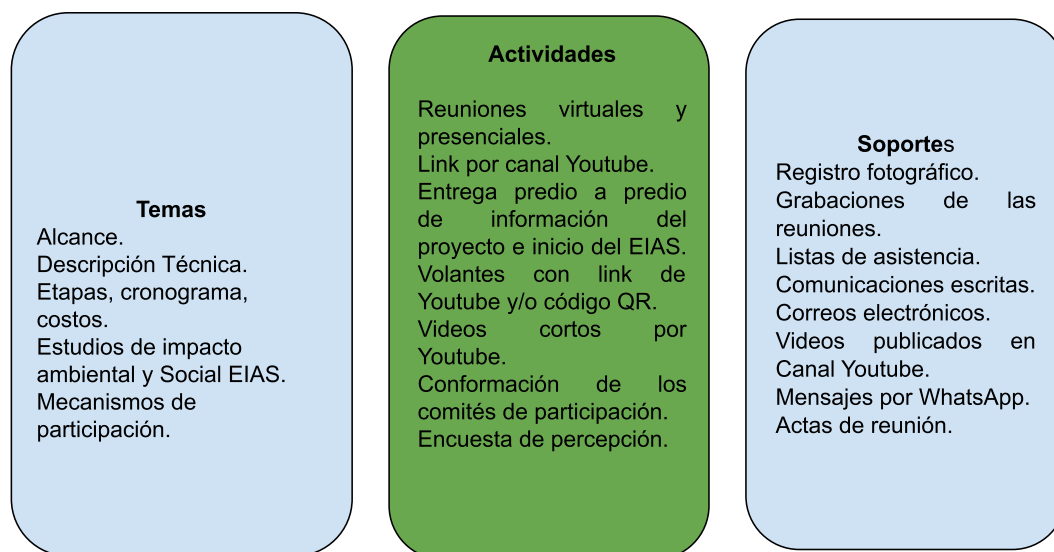 Temas
Alcance.
Descripción Técnica.
Etapas, cronograma,
costos.
Estudios de impacto
ambiental y Social EIAS.
Mecanismos de
participación.
Actividades
Reuniones virtuales y
presenciales.
Link por canal Youtube.
Entrega predio a predio
de información del
proyecto e inicio del EIAS.
Volantes con link de
Youtube y/o código QR.
Videos cortos por
Youtube.
Conformación de los
comités de participación.
Encuesta de percepción.
Soportes
Registro fotográfico.
Grabaciones de las
reuniones.
Listas de asistencia.
Comunicaciones escritas.
Correos electrónicos.
Videos publicados en
Canal Youtube.
Mensajes por WhatsApp.
Actas de reunión.